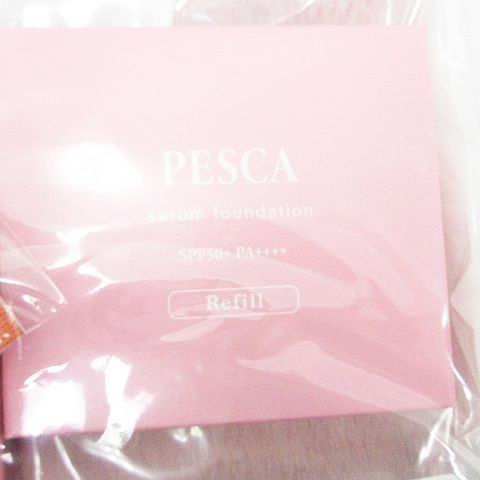 PESCA
serum foundation
SPF50+ PA++++
Refill